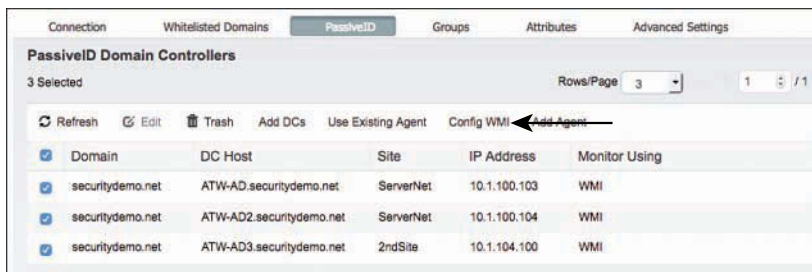 Connection Whitelisted Domains PassiveID Groups Attributes Advanced Settings
PassiveID Domain Controllers
3 Selected Rows/Page 3 1 / 1
Refresh Edit Trash Add DCs Use Existing Agent Config WMI Add Agent
Domain DC Host Site IP Address Monitor Using
securitydemo.net ATW-AD.securitydemo.net ServerNet 10.1.100.103 WMI
securitydemo.net ATW-AD2.securitydemo.net ServerNet 10.1.100.104 WMI
securitydemo.net ATW-AD3.securitydemo.net 2ndSite 10.1.104.100 WMI